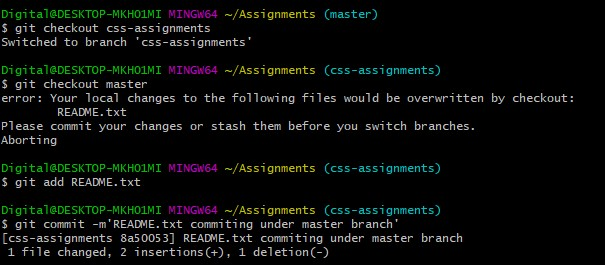 Digital@DESKTOP-MKHO1MI MINGW64 ~/Assignments (master)
$ git checkout css-assignments
Switched to branch 'css-assignments'
Digital@DESKTOP-MKHO1MI MINGW64 ~/Assignments (css-assignments)
$ git checkout master
error: Your local changes to the following files would be overwritten by checkout:
README.txt
Please commit your changes or stash them before you switch branches.
Aborting
Digital@DESKTOP-MKHO1MI MINGW64 ~/Assignments (css-assignments)
$ git add README.txt
Digital@DESKTOP-MKHO1MI MINGW64 ~/Assignments (css-assignments)
$ git commit -m'README.txt commiting under master branch'
[css-assignments 8a50053] README.txt commiting under master branch
1 file changed, 2 insertions(+), 1 deletion(-)